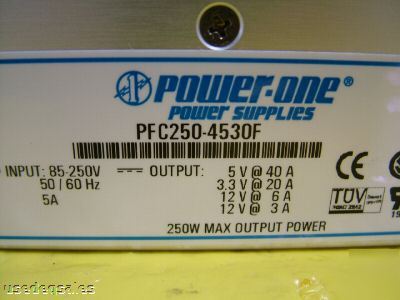 POWER-ONE®
POWER SUPPLIES
PFC250-4530F
INPUT: 85-250V
50 / 60 Hz
5A
OUTPUT: 5 V @ 40 A
3.3 V @ 20 A
12 V @ 6 A
12 V @ 3 A
250W MAX OUTPUT POWER
CE
TÜV
usedeqsales